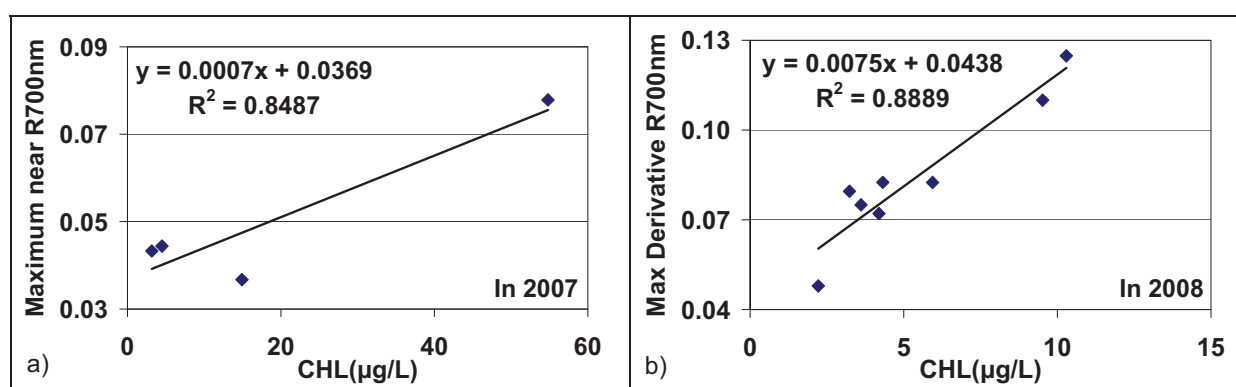 Maximum near R700nm
0.09
0.07
0.05
0.03
y = 0.0007x + 0.0369
R² = 0.8487
In 2007
0 20 40 60
CHL(µg/L)
a)
Max Derivative R700nm
0.13
0.10
0.07
0.04
y = 0.0075x + 0.0438
R² = 0.8889
In 2008
0 5 10 15
CHL(µg/L)
b)